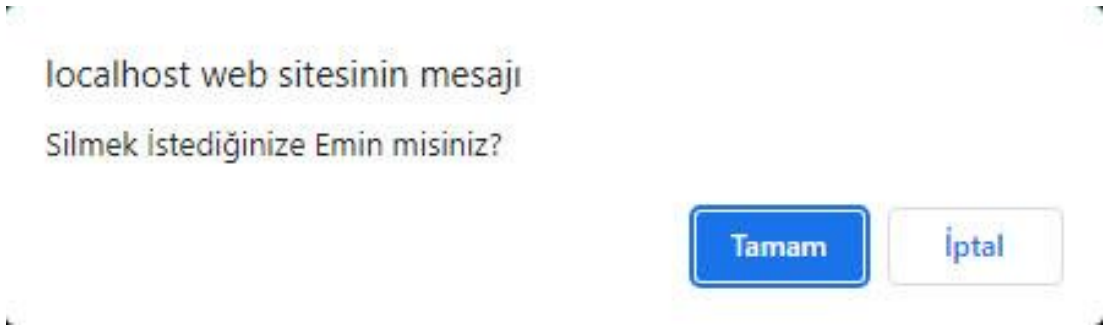 localhost web sitesinin mesajı
Silmek İstediğinize Emin misiniz?
Tamam
İptal